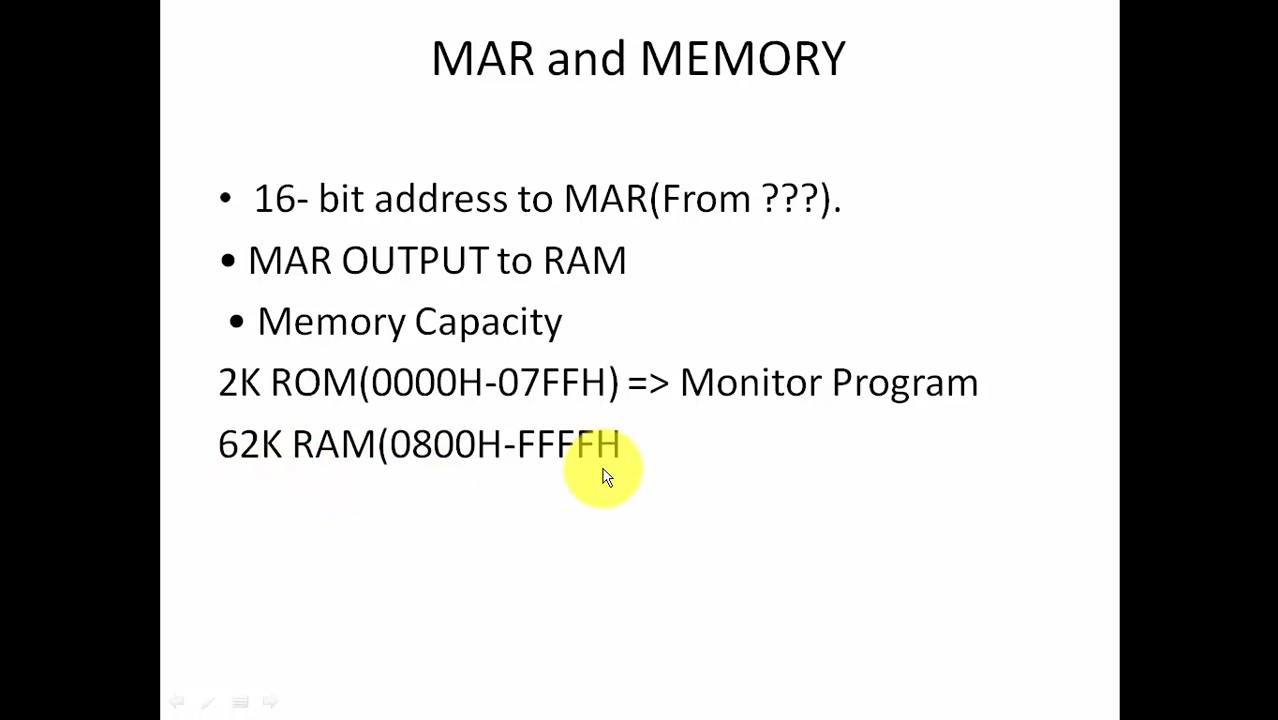 MAR and MEMORY
• 16- bit address to MAR(From ???).
• MAR OUTPUT to RAM
• Memory Capacity
2K ROM(0000H-07FFH) => Monitor Program
62K RAM(0800H-FFFFH